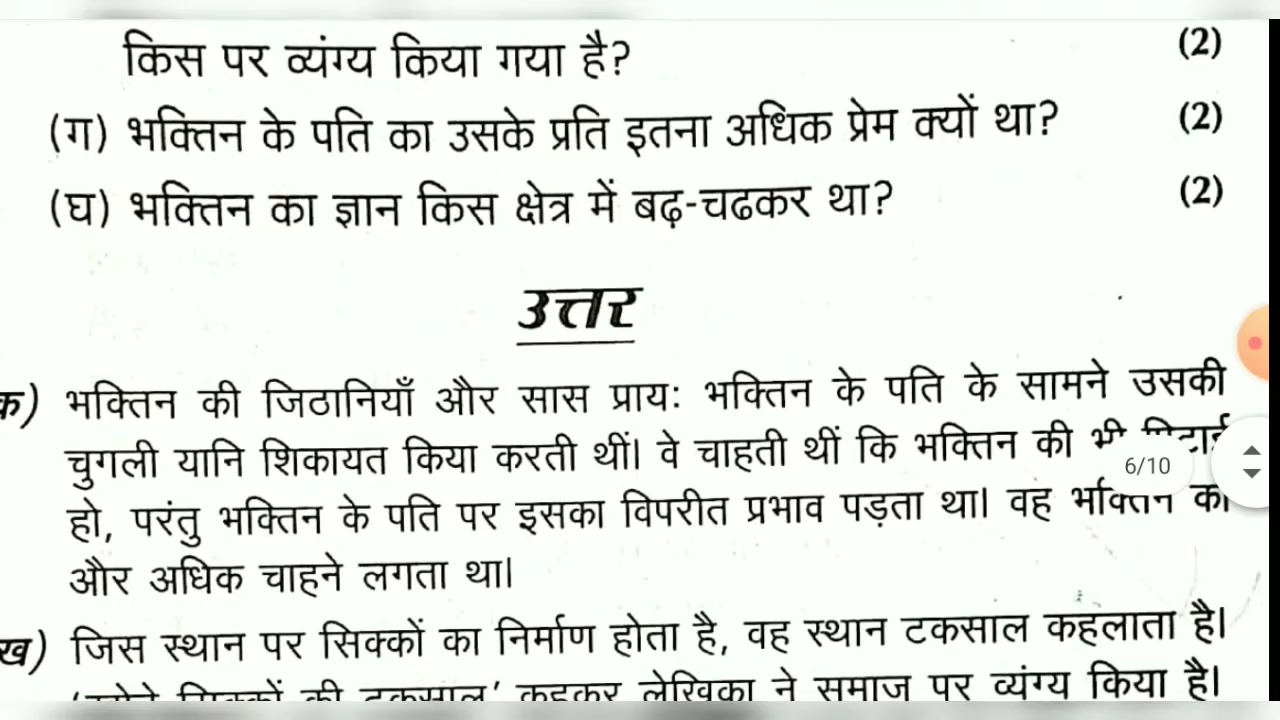 किस पर व्यंग्य किया गया है? (2)
(ग) भक्तिन के पति का उसके प्रति इतना अधिक प्रेम क्यों था? (2)
(घ) भक्तिन का ज्ञान किस क्षेत्र में बढ़-चढकर था? (2)
उत्तर
क) भक्तिन की जिठानियाँ और सास प्रायः भक्तिन के पति के सामने उसकी
चुगली यानि शिकायत किया करती थीं। वे चाहती थीं कि भक्तिन की भी
6/10
हो, परंतु भक्तिन के पति पर इसका विपरीत प्रभाव पड़ता था। वह भक्तिन को
और अधिक चाहने लगता था।
ख) जिस स्थान पर सिक्कों का निर्माण होता है, वह स्थान टकसाल कहलाता है।
सिक्कों की टकसाल' कहकर लेखिका ने समाज पर व्यंग्य किया है।